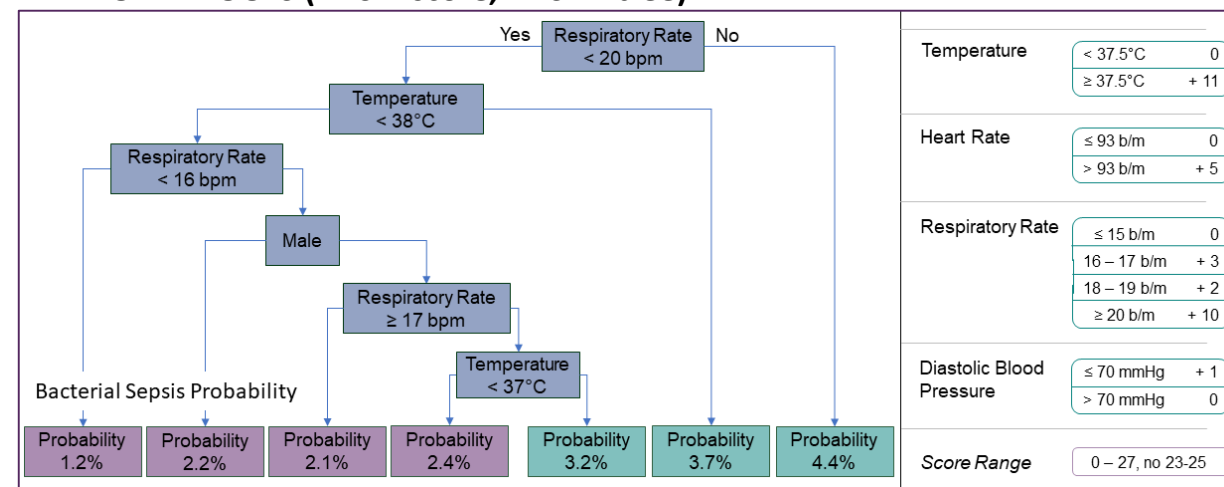 Yes
Respiratory Rate
< 20 bpm
No
Temperature
< 38°C
Respiratory Rate
< 16 bpm
Male
Respiratory Rate
≥ 17 bpm
Temperature
< 37°C
Bacterial Sepsis Probability
Probability
1.2%
Probability
2.2%
Probability
2.1%
Probability
2.4%
Probability
3.2%
Probability
3.7%
Probability
4.4%
Temperature
< 37.5°C 0
≥ 37.5°C + 11
Heart Rate
≤ 93 b/m 0
> 93 b/m + 5
Respiratory Rate
≤ 15 b/m 0
16 – 17 b/m + 3
18 – 19 b/m + 2
≥ 20 b/m + 10
Diastolic Blood
Pressure
≤ 70 mmHg + 1
> 70 mmHg 0
Score Range
0 – 27, no 23-25